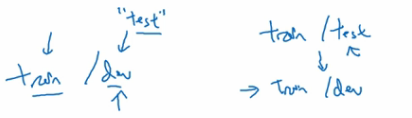 "test"
train / dev
train / test
train / dev